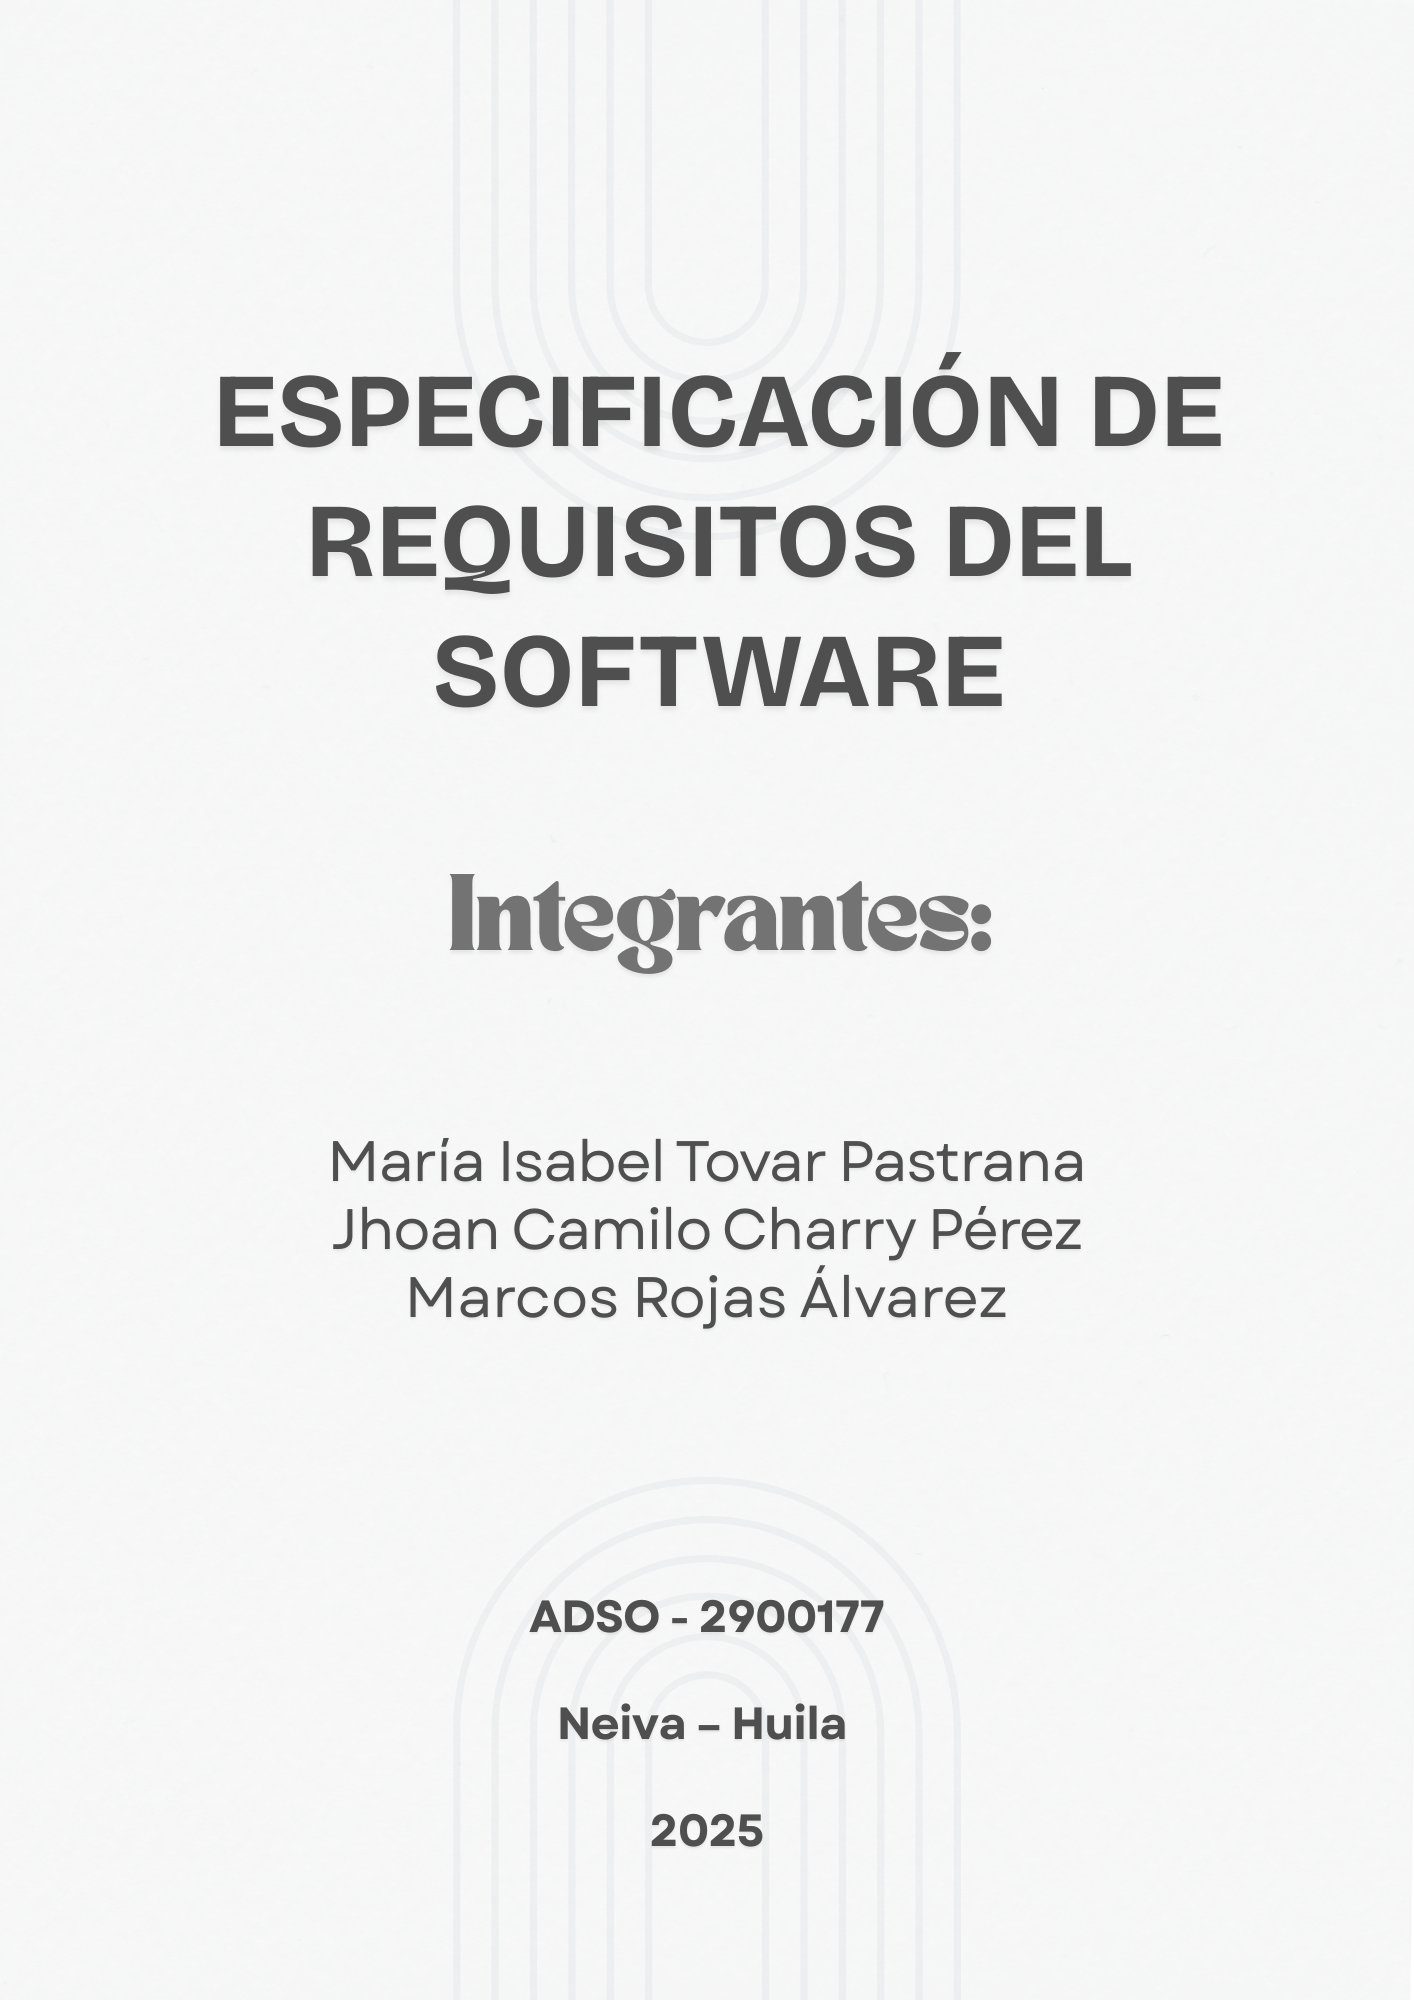 ESPECIFICACIÓN DE
REQUISITOS DEL
SOFTWARE
Integrantes:
María Isabel Tovar Pastrana
Jhoan Camilo Charry Pérez
Marcos Rojas Álvarez
ADSO - 2900177
Neiva – Huila
2025